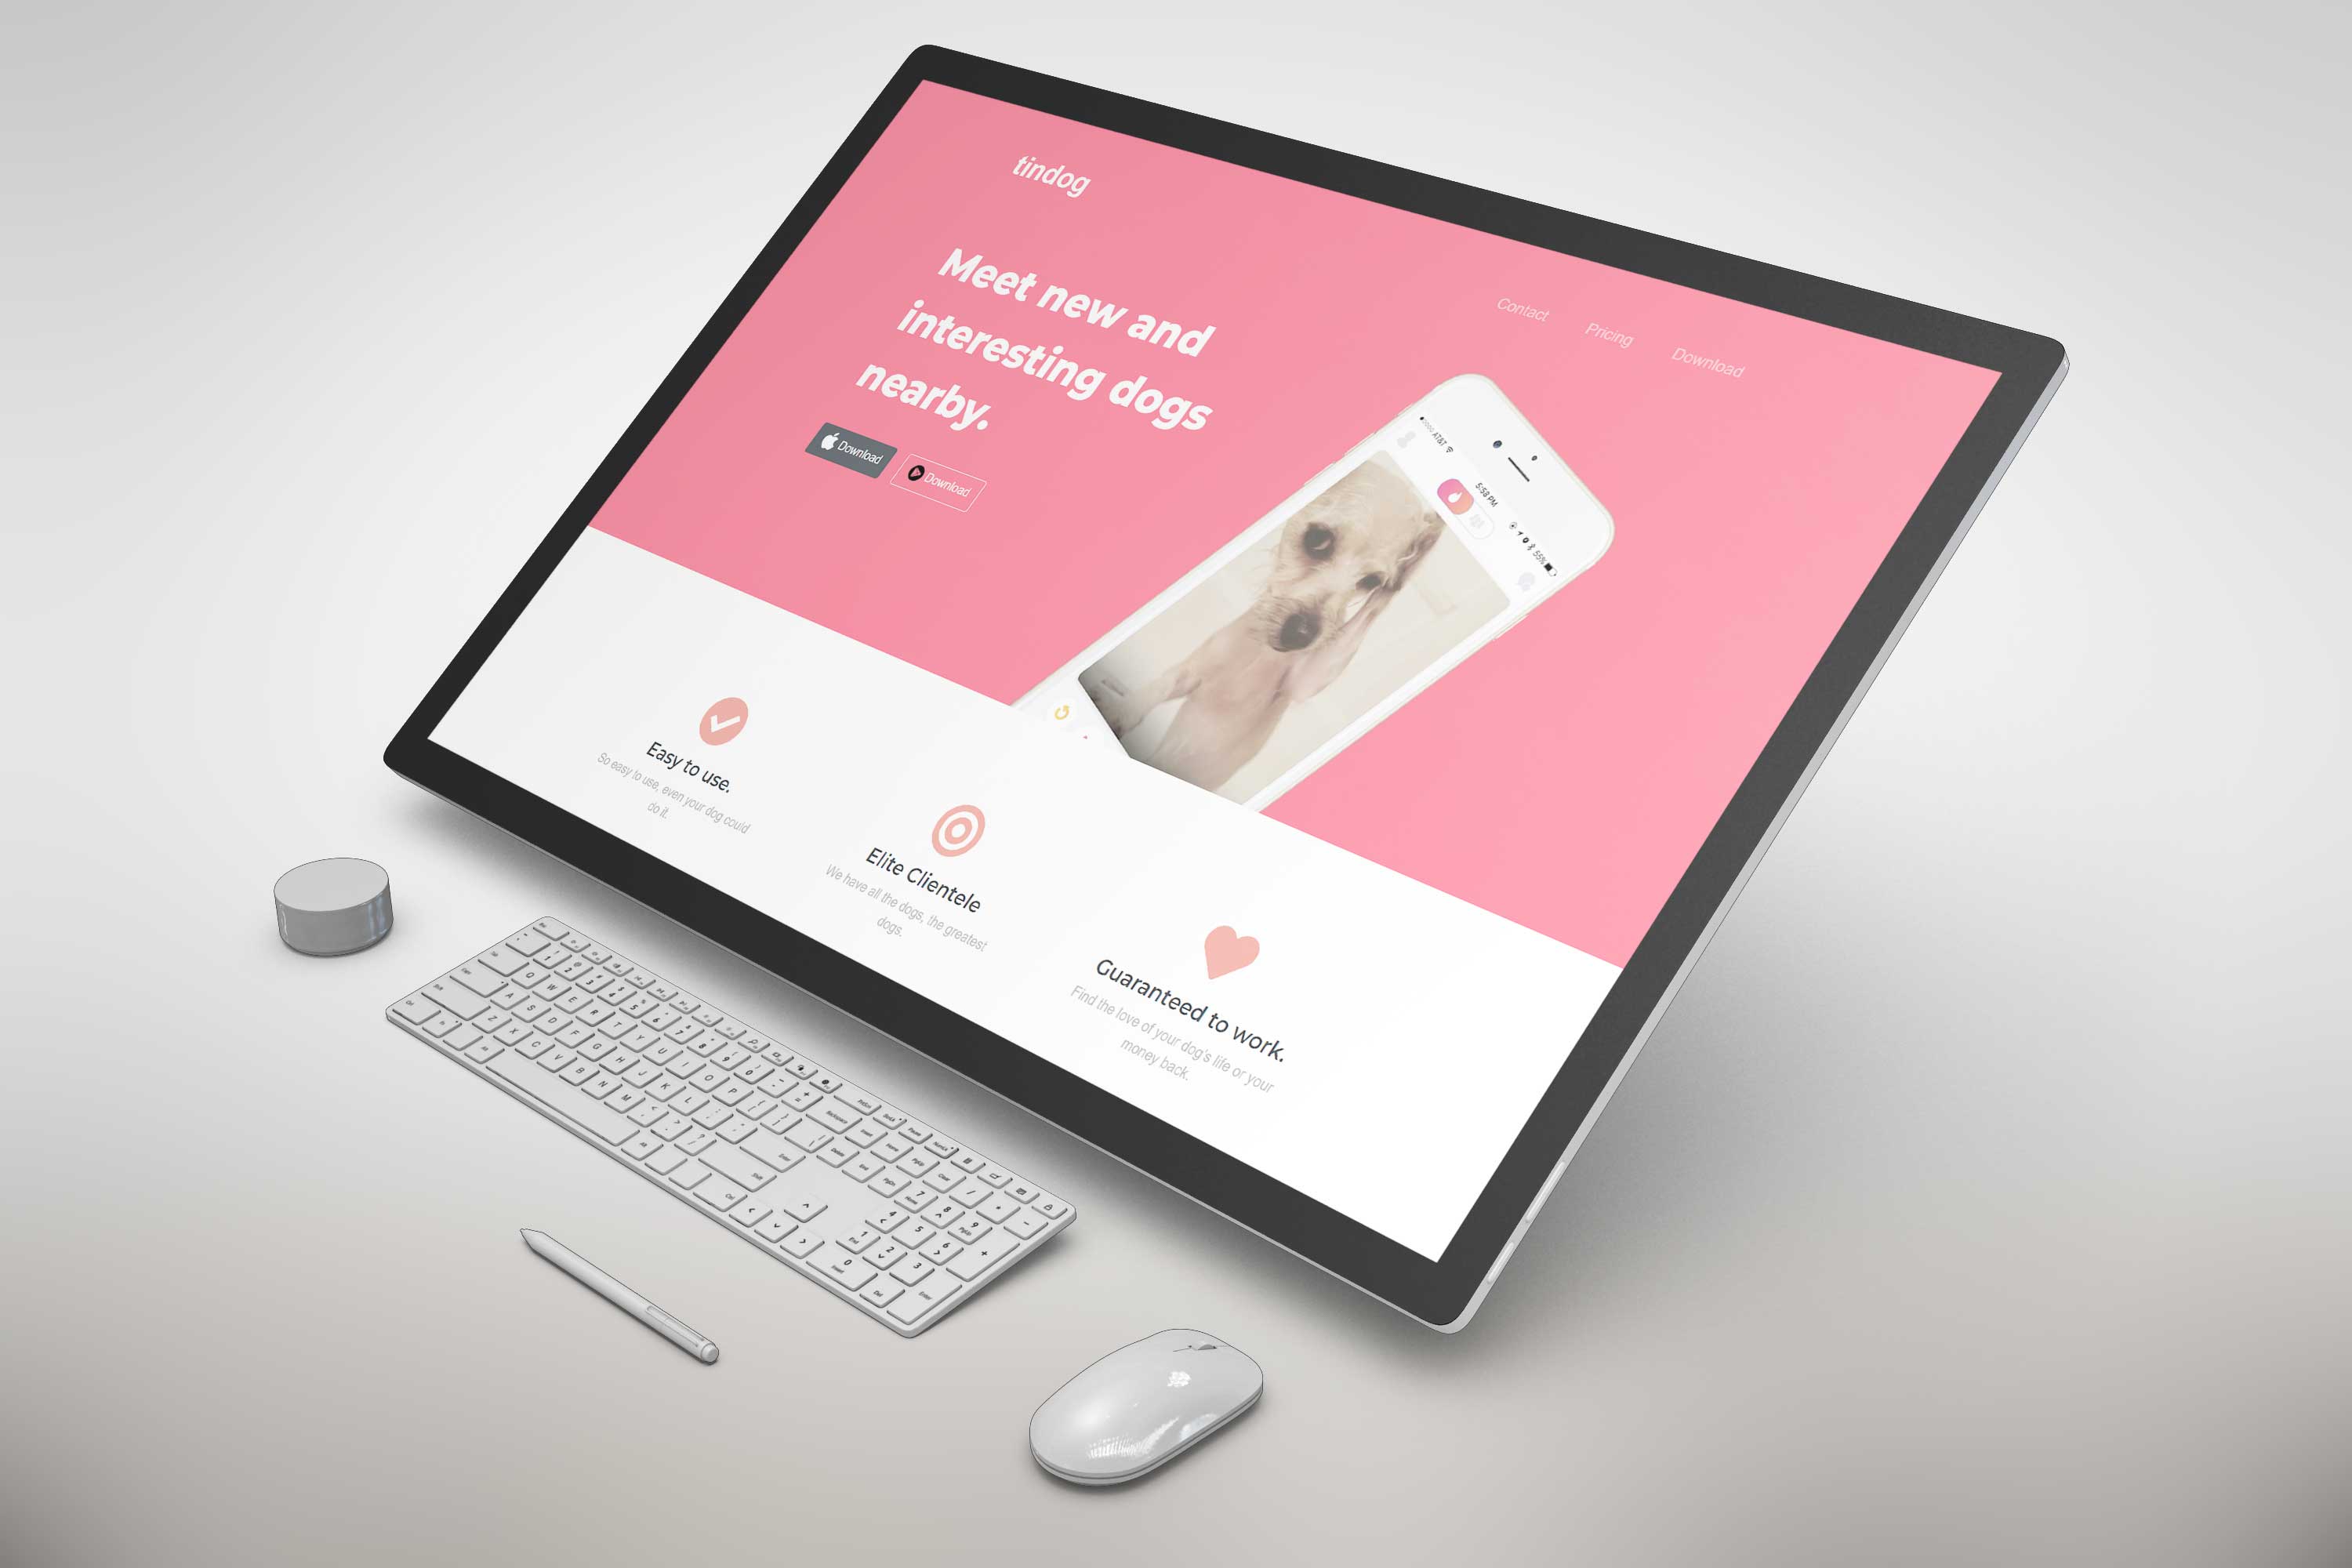 tindog
Contact Pricing Download
Meet new and
interesting dogs
nearby.
Download
Download
AT&T
5:58 PM
55%
Easy to use.
So easy to use, even your dog could
do it.
Elite Clientele
We have all the dogs, the greatest
dogs.
Guaranteed to work.
Find the love of your dog's life or your
money back.
Q W E R T Y U I O P
A S D F G H J K L
Z X C V B N M